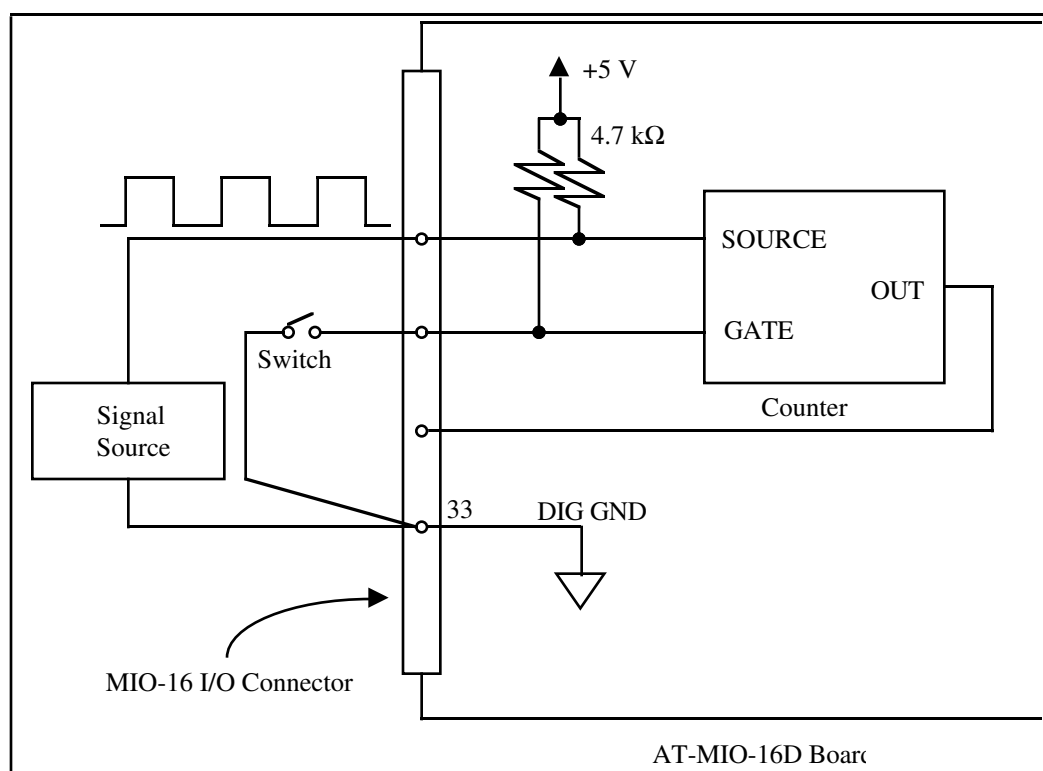 +5 V
4.7 kΩ
SOURCE
OUT
GATE
Switch
Counter
Signal
Source
33
DIG GND
MIO-16 I/O Connector
AT-MIO-16D Board